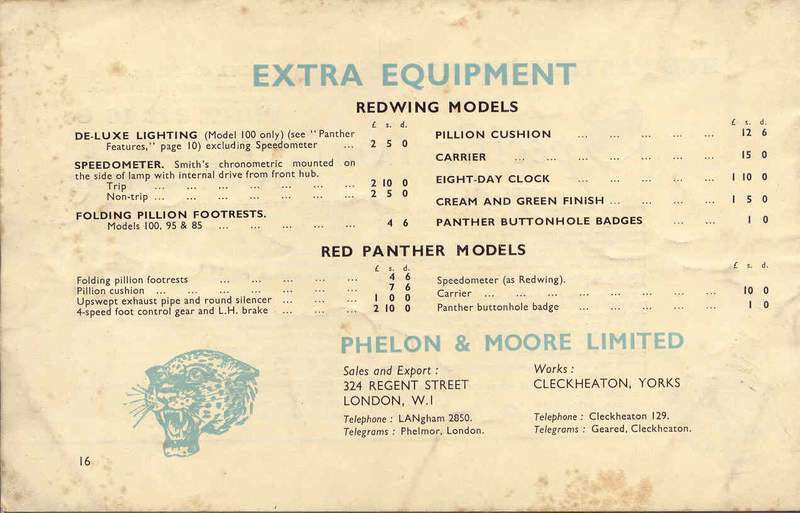 EXTRA EQUIPMENT
REDWING MODELS
£ s. d.
DE-LUXE LIGHTING (Model 100 only) (see "Panther
Features," page 10) excluding Speedometer ... 2 5 0
SPEEDOMETER. Smith's chronometric mounted on
the side of lamp with internal drive from front hub.
Trip ... ... ... ... ... ... 2 10 0
Non-trip ... ... ... ... ... ... 2 5 0
FOLDING PILLION FOOTRESTS.
Models 100, 95 & 85 ... ... ... ... ... 4 6
£ s. d.
PILLION CUSHION ... ... ... ... 12 6
CARRIER ... ... ... ... ... ... 15 0
EIGHT-DAY CLOCK ... ... ... ... 1 10 0
CREAM AND GREEN FINISH ... ... ... ... 1 5 0
PANTHER BUTTONHOLE BADGES ... ... 1 0
RED PANTHER MODELS
£ s. d.
Folding pillion footrests ... ... ... ... ... 4 6
Pillion cushion ... ... ... ... ... ... 7 6
Upswept exhaust pipe and round silencer ... ... ... 1 0 0
4-speed foot control gear and L.H. brake ... ... ... 2 10 0
£ s. d.
Speedometer (as Redwing).
Carrier ... ... ... ... ... ... ... 10 0
Panther buttonhole badge ... ... ... ... ... 1 0
PHELON & MOORE LIMITED
Sales and Export :
324 REGENT STREET
LONDON, W.1
Telephone : LANgham 2850.
Telegrams : Phelmor, London.
Works :
CLECKHEATON, YORKS
Telephone : Cleckheaton 129.
Telegrams : Geared, Cleckheaton.
16